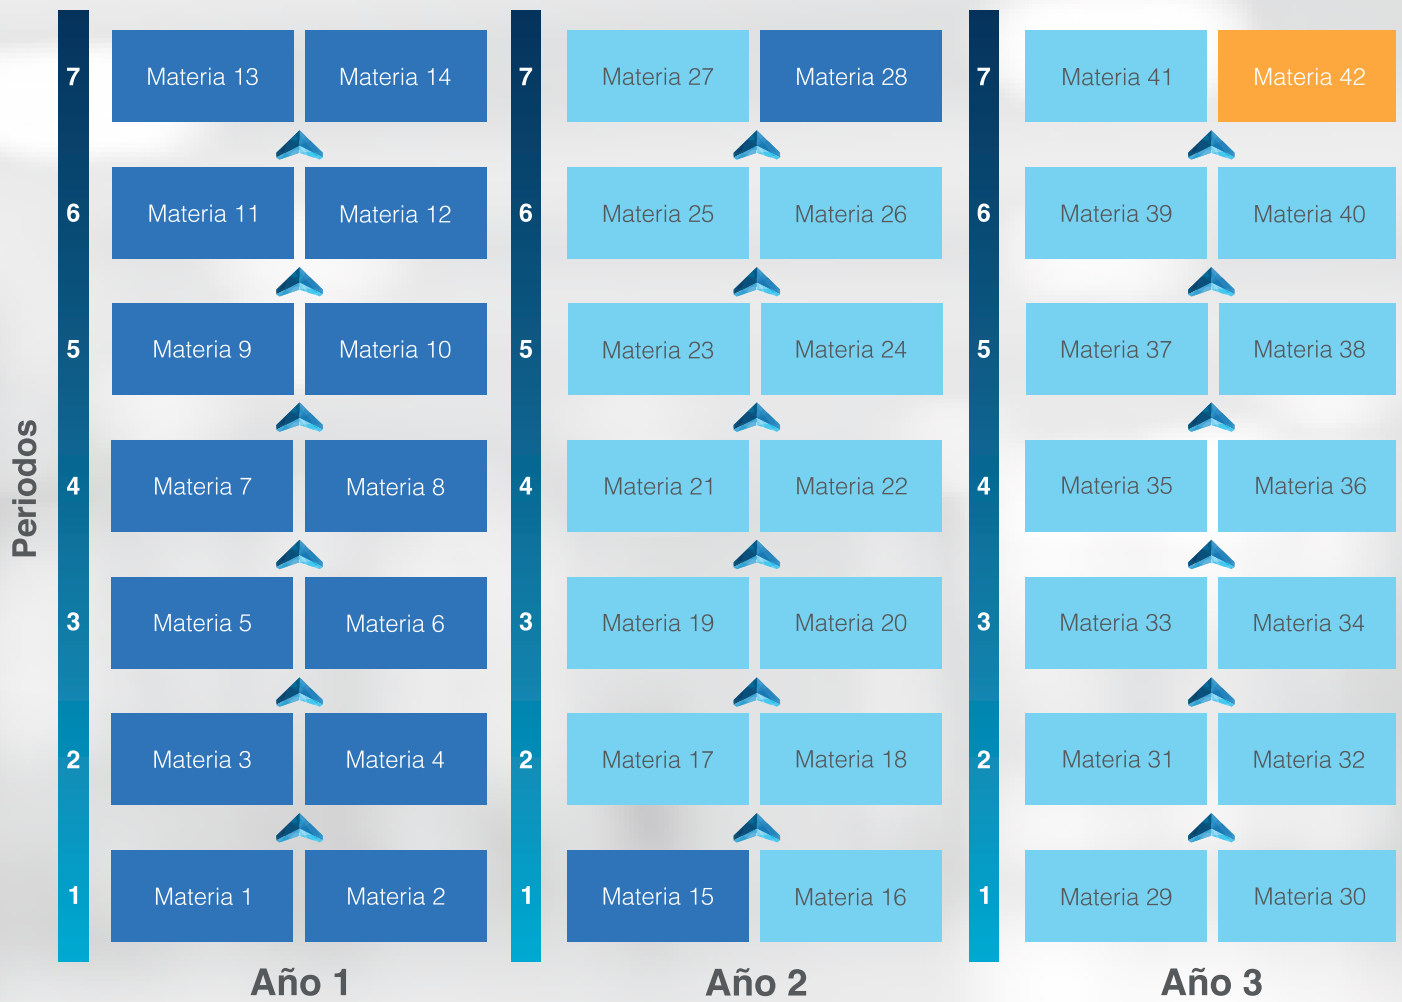 7 Materia 13 Materia 14 7 Materia 27 Materia 28 7 Materia 41 Materia 42
6 Materia 11 Materia 12 6 Materia 25 Materia 26 6 Materia 39 Materia 40
5 Materia 9 Materia 10 5 Materia 23 Materia 24 5 Materia 37 Materia 38
Periodos
4 Materia 7 Materia 8 4 Materia 21 Materia 22 4 Materia 35 Materia 36
3 Materia 5 Materia 6 3 Materia 19 Materia 20 3 Materia 33 Materia 34
2 Materia 3 Materia 4 2 Materia 17 Materia 18 2 Materia 31 Materia 32
1 Materia 1 Materia 2 1 Materia 15 Materia 16 1 Materia 29 Materia 30
Año 1 Año 2 Año 3